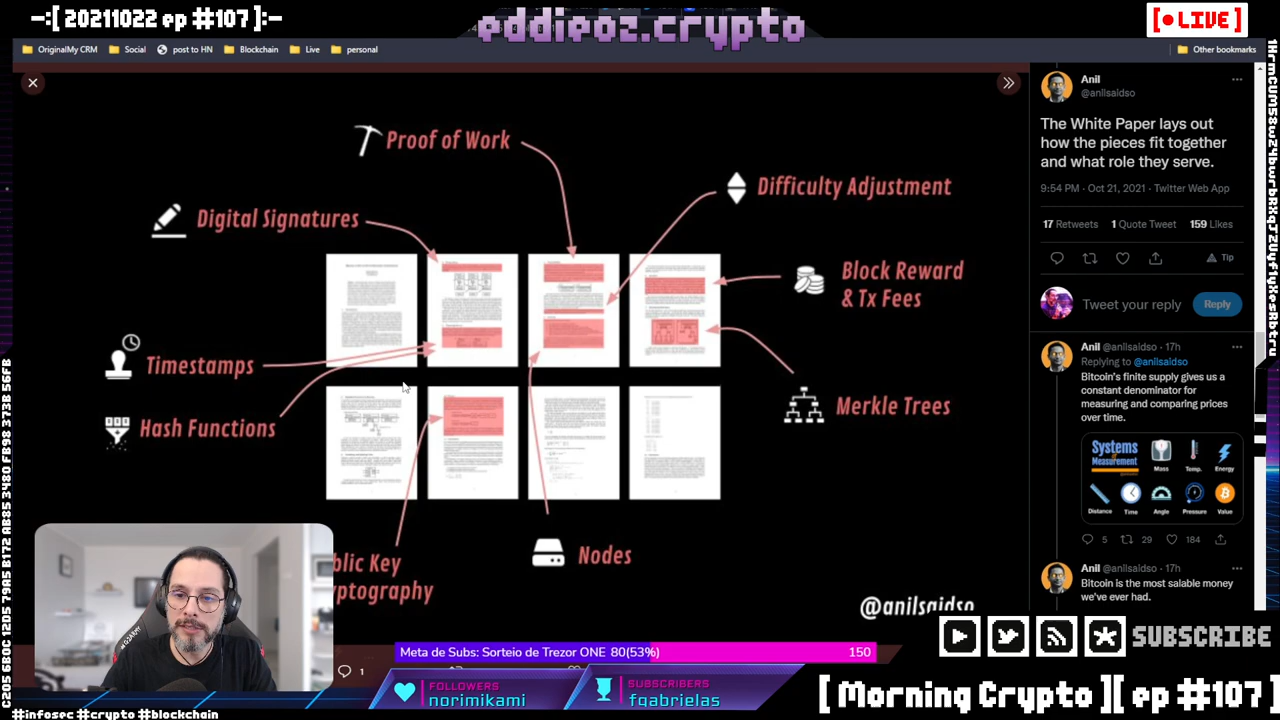 -:[ 20211022 ep #107 ]:-
eddieoz.crypto
[● LIVE]
OriginalMy CRM
Social
post to HN
Blockchain
Live
personal
Other bookmarks
Proof of Work
Difficulty Adjustment
Digital Signatures
Block Reward
& Tx Fees
Timestamps
Hash Functions
Merkle Trees
blic Key
yptography
Nodes
@anilsaidso
Anil
@anilsaidso
The White Paper lays out
how the pieces fit together
and what role they serve.
9:54 PM · Oct 21, 2021 · Twitter Web App
17 Retweets 1 Quote Tweet 159 Likes
Tip
Tweet your reply
Reply
Anil @anilsaidso · 17h
Replying to @anilsaidso
Bitcoin's finite supply gives us a
constant denominator for
measuring and comparing prices
over time.
Systems
Measurement
Mass
Temp.
Energy
Distance
Time
Angle
Pressure
Value
5 29 184
Anil @anilsaidso · 17h
Bitcoin is the most salable money
we've ever had.
1
Meta de Subs: Sorteio de Trezor ONE 80(53%) 150
FOLLOWERS
norimikami
SUBSCRIBERS
fgabrielas
SUBSCRIBE
[ Morning Crypto ][ ep #107 ]
#infosec #crypto #blockchain